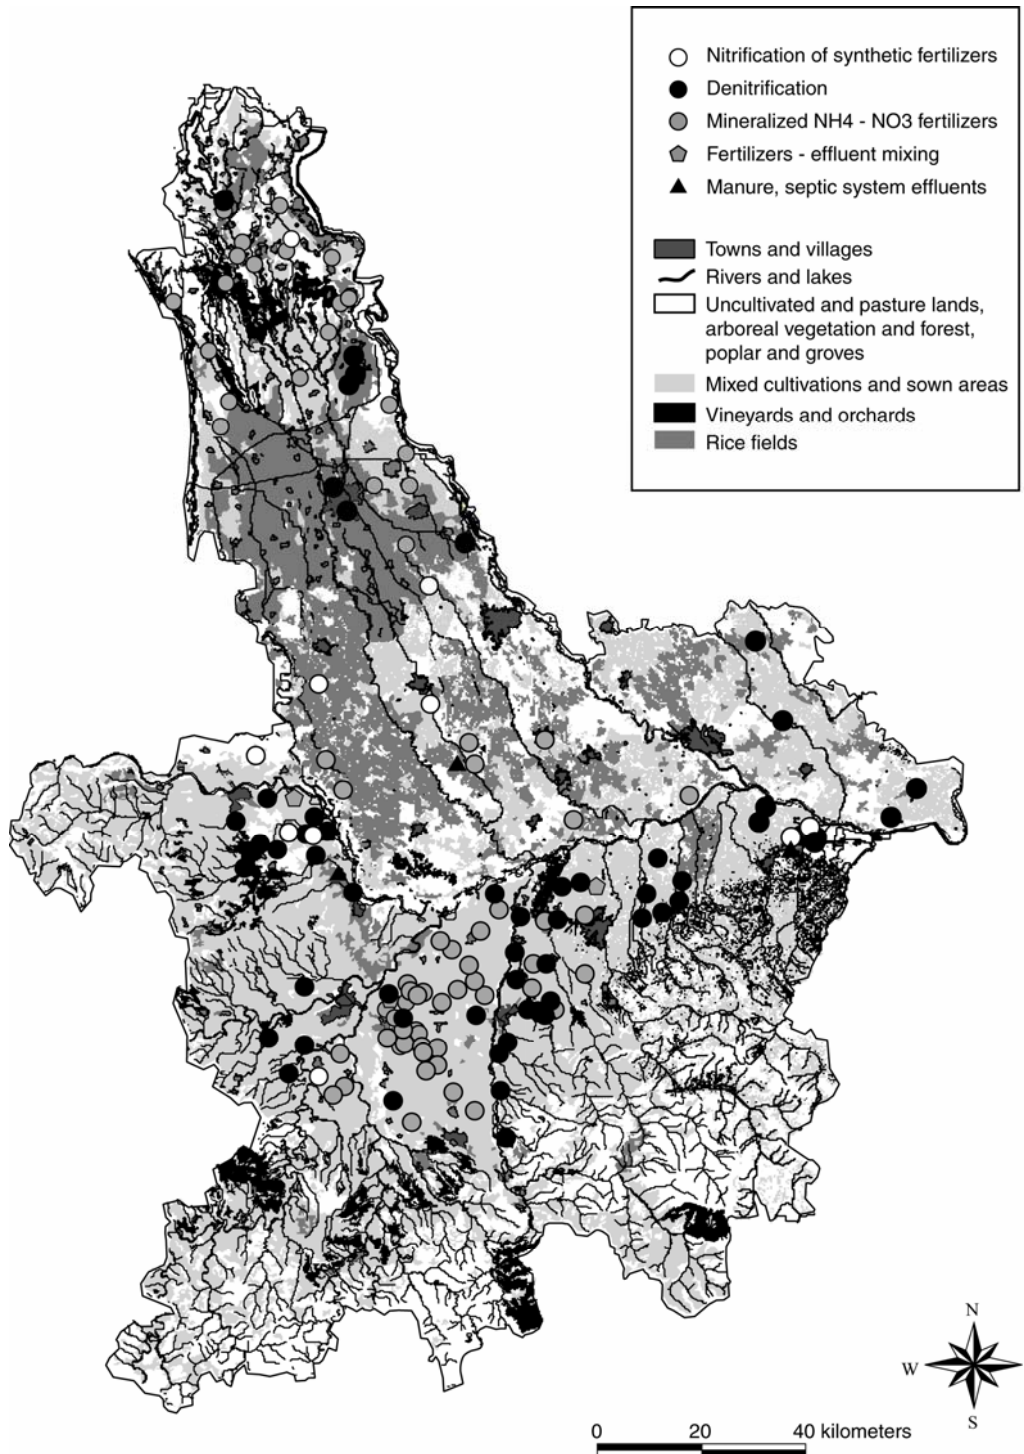 Nitrification of synthetic fertilizers
Denitrification
Mineralized NH4 - NO3 fertilizers
Fertilizers - effluent mixing
Manure, septic system effluents
Towns and villages
Rivers and lakes
Uncultivated and pasture lands,
arboreal vegetation and forest,
poplar and groves
Mixed cultivations and sown areas
Vineyards and orchards
Rice fields
N
W
S
0 20 40 kilometers